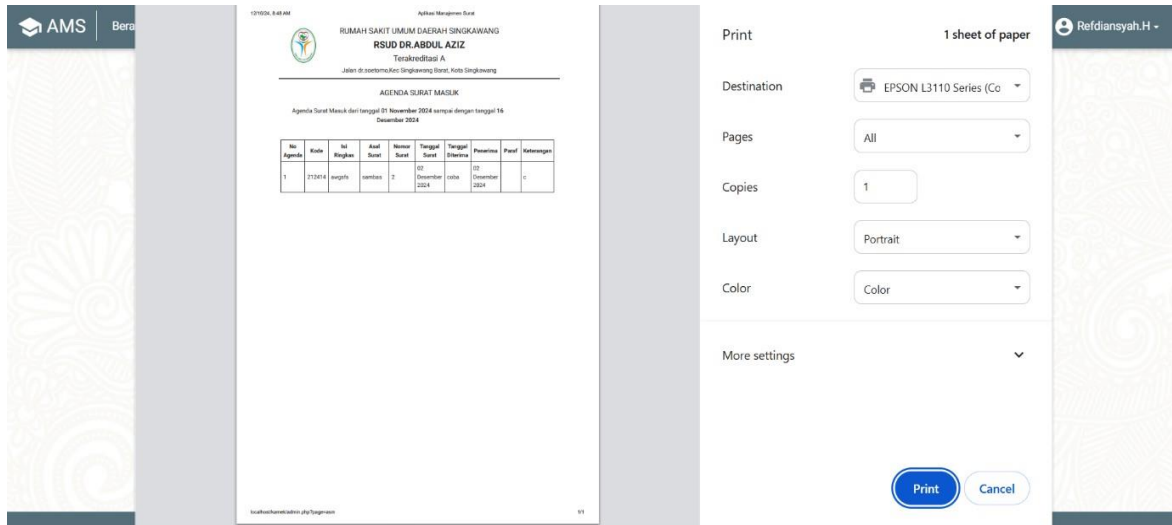 AMS
Bera
Refdiansyah.H
12/10/24, 8:48 AM
Aplikasi Manajemen Surat
RUMAH SAKIT UMUM DAERAH SINGKAWANG
RSUD DR.ABDUL AZIZ
Terakreditasi A
Jalan dr.soetomo,Kec Singkawang Barat, Kota Singkawang
AGENDA SURAT MASUK
Agenda Surat Masuk dari tanggal 01 November 2024 sampai dengan tanggal 16
Desember 2024
No Agenda Kode Isi Ringkas Asal Surat Nomor Surat Tanggal Surat Tanggal Diterima Penerima Paraf Keterangan
1 212414 sambas 2 02 Desember 2024 coba 02 Desember 2024 c
1/1
Print
1 sheet of paper
Destination
EPSON L3110 Series (Co
Pages
All
Copies
1
Layout
Portrait
Color
Color
More settings
Print
Cancel